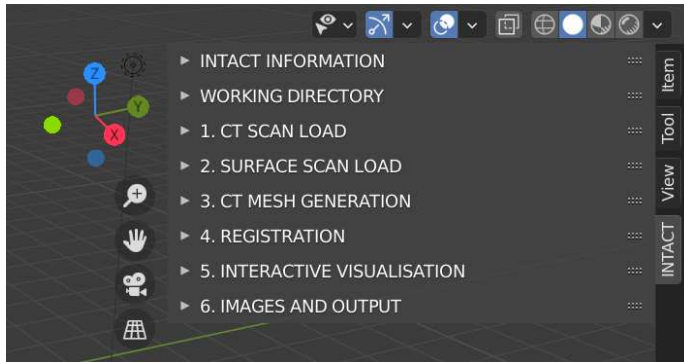 INTACT INFORMATION
WORKING DIRECTORY
1. CT SCAN LOAD
2. SURFACE SCAN LOAD
3. CT MESH GENERATION
4. REGISTRATION
5. INTERACTIVE VISUALISATION
6. IMAGES AND OUTPUT
Z
Y
X
Item
Tool
View
INTACT